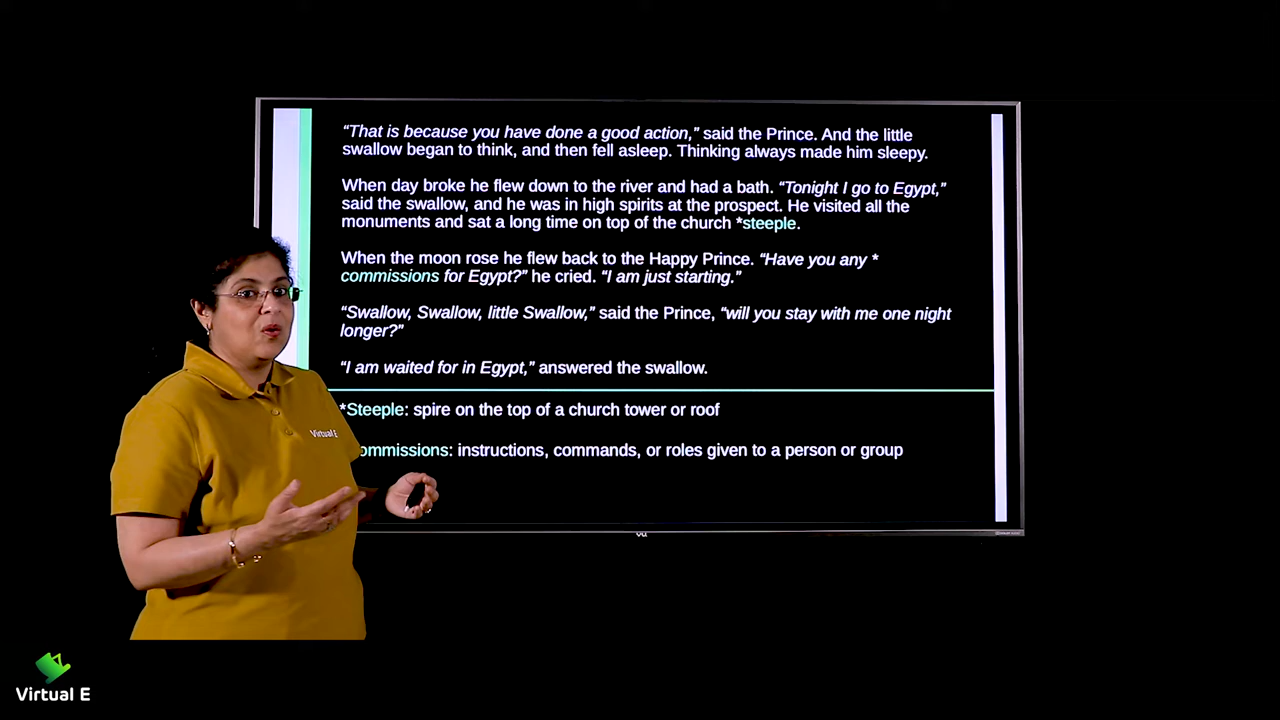 “That is because you have done a good action,” said the Prince. And the little
swallow began to think, and then fell asleep. Thinking always made him sleepy.
When day broke he flew down to the river and had a bath. “Tonight I go to Egypt,”
said the swallow, and he was in high spirits at the prospect. He visited all the
monuments and sat a long time on top of the church *steeple.
When the moon rose he flew back to the Happy Prince. “Have you any *
commissions for Egypt?” he cried. “I am just starting.”
“Swallow, Swallow, little Swallow,” said the Prince, “will you stay with me one night
longer?”
“I am waited for in Egypt,” answered the swallow.
*Steeple: spire on the top of a church tower or roof
ommissions: instructions, commands, or roles given to a person or group
Virtual E
Virtual E